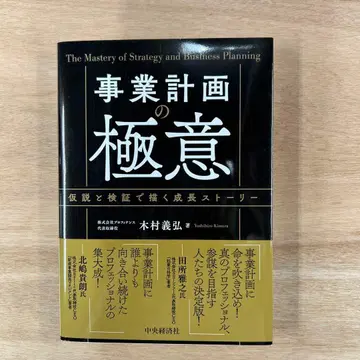 The Mastery of Strategy and Business Planning
事業計画
の
極意
仮説と検証で描く成長ストーリー
株式会社プロフィナンス
代表取締役
木村義弘 著
Yoshihiro Kimura
事業計画に
命を吹き込め!
真のプロフェッショナル、
参謀を目指す
人たちの決定版!
田所雅之氏
事業計画に
誰よりも
向き合い続けた
プロフェッショナルの
集大成!
北嶋貴朗氏
中央経済社